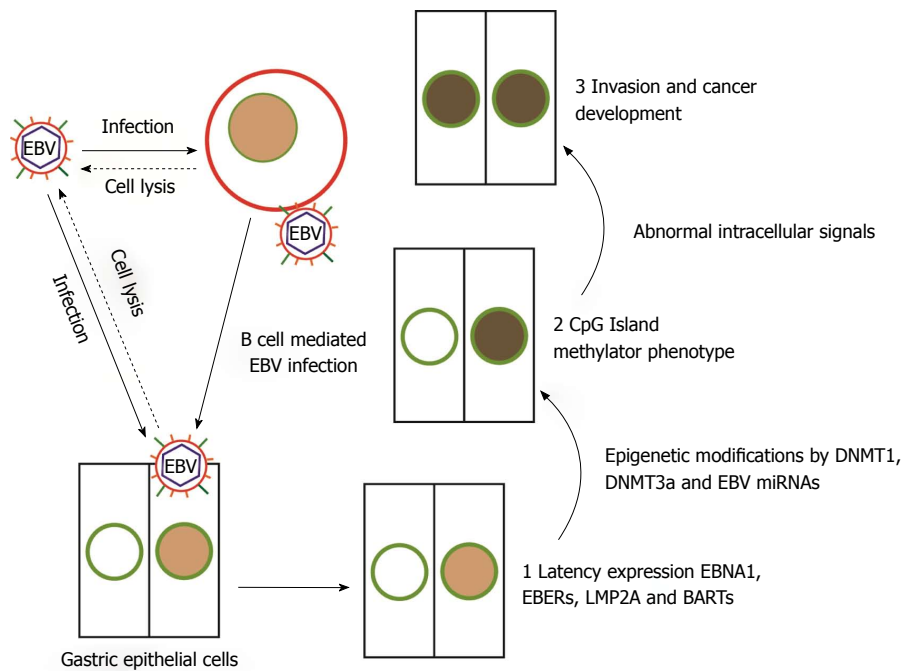 EBV
Infection
Cell lysis
EBV
Infection
Cell lysis
B cell mediated
EBV infection
EBV
Gastric epithelial cells
1 Latency expression EBNA1,
EBERs, LMP2A and BARTs
Epigenetic modifications by DNMT1,
DNMT3a and EBV miRNAs
2 CpG Island
methylator phenotype
Abnormal intracellular signals
3 Invasion and cancer
development